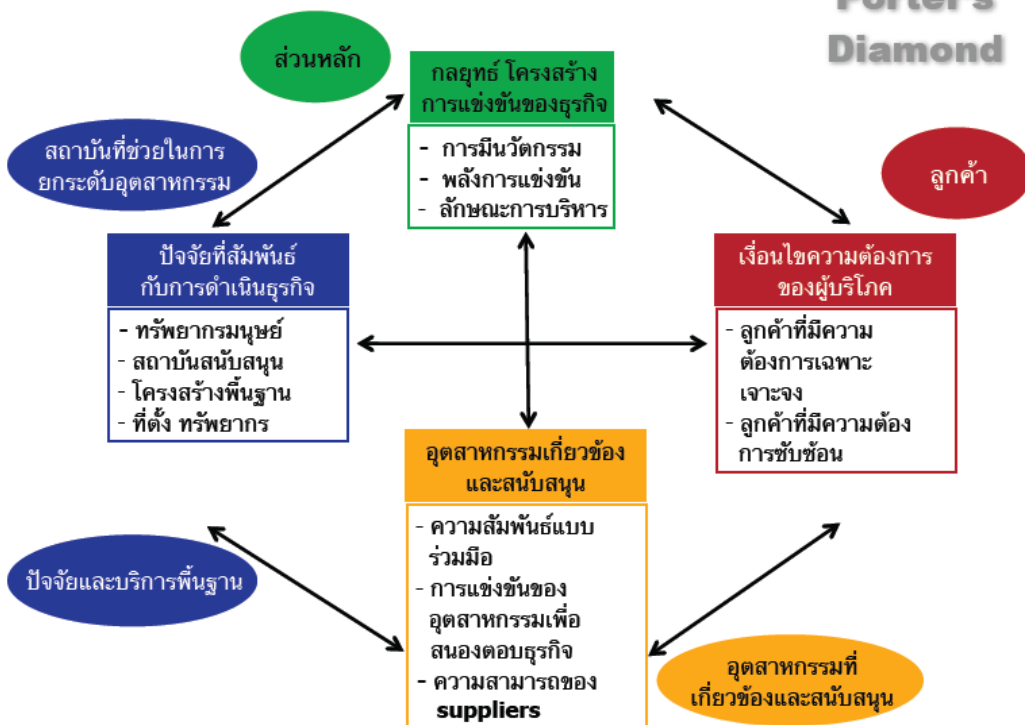 Porter's
Diamond
ส่วนหลัก
กลยุทธ์ โครงสร้าง
การแข่งขันของธุรกิจ
- การมีนวัตกรรม
- พลังการแข่งขัน
- ลักษณะการบริหาร
สถาบันที่ช่วยในการ
ยกระดับอุตสาหกรรม
ลูกค้า
ปัจจัยที่สัมพันธ์
กับการดำเนินธุรกิจ
- ทรัพยากรมนุษย์
- สถาบันสนับสนุน
- โครงสร้างพื้นฐาน
- ที่ตั้ง ทรัพยากร
เงื่อนไขความต้องการ
ของผู้บริโภค
- ลูกค้าที่มีความ
ต้องการเฉพาะ
เจาะจง
- ลูกค้าที่มีความต้อง
การซับซ้อน
อุตสาหกรรมเกี่ยวข้อง
และสนับสนุน
- ความสัมพันธ์แบบ
ร่วมมือ
- การแข่งขันของ
อุตสาหกรรมเพื่อ
สนองตอบธุรกิจ
- ความสามารถของ
suppliers
ปัจจัยและบริการพื้นฐาน
อุตสาหกรรมที่
เกี่ยวข้องและสนับสนุน